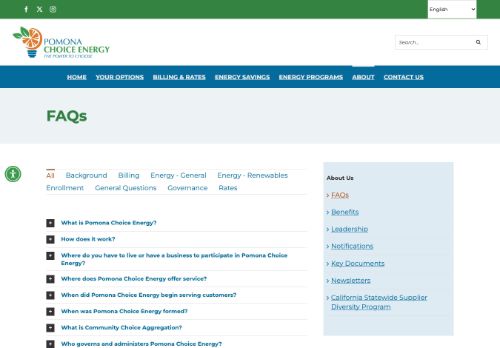 English
POMONA
CHOICE ENERGY
THE POWER TO CHOOSE
Search...
HOME YOUR OPTIONS BILLING & RATES ENERGY SAVINGS ENERGY PROGRAMS ABOUT CONTACT US
FAQs
All Background Billing Energy - General Energy - Renewables
Enrollment General Questions Governance Rates
What is Pomona Choice Energy?
How does it work?
Where do you have to live or have a business to participate in Pomona Choice
Energy?
Where does Pomona Choice Energy offer service?
When did Pomona Choice Energy begin serving customers?
When was Pomona Choice Energy formed?
What is Community Choice Aggregation?
Who governs and administers Pomona Choice Energy?
About Us
FAQs
Benefits
Leadership
Notifications
Key Documents
Newsletters
California Statewide Supplier
Diversity Program